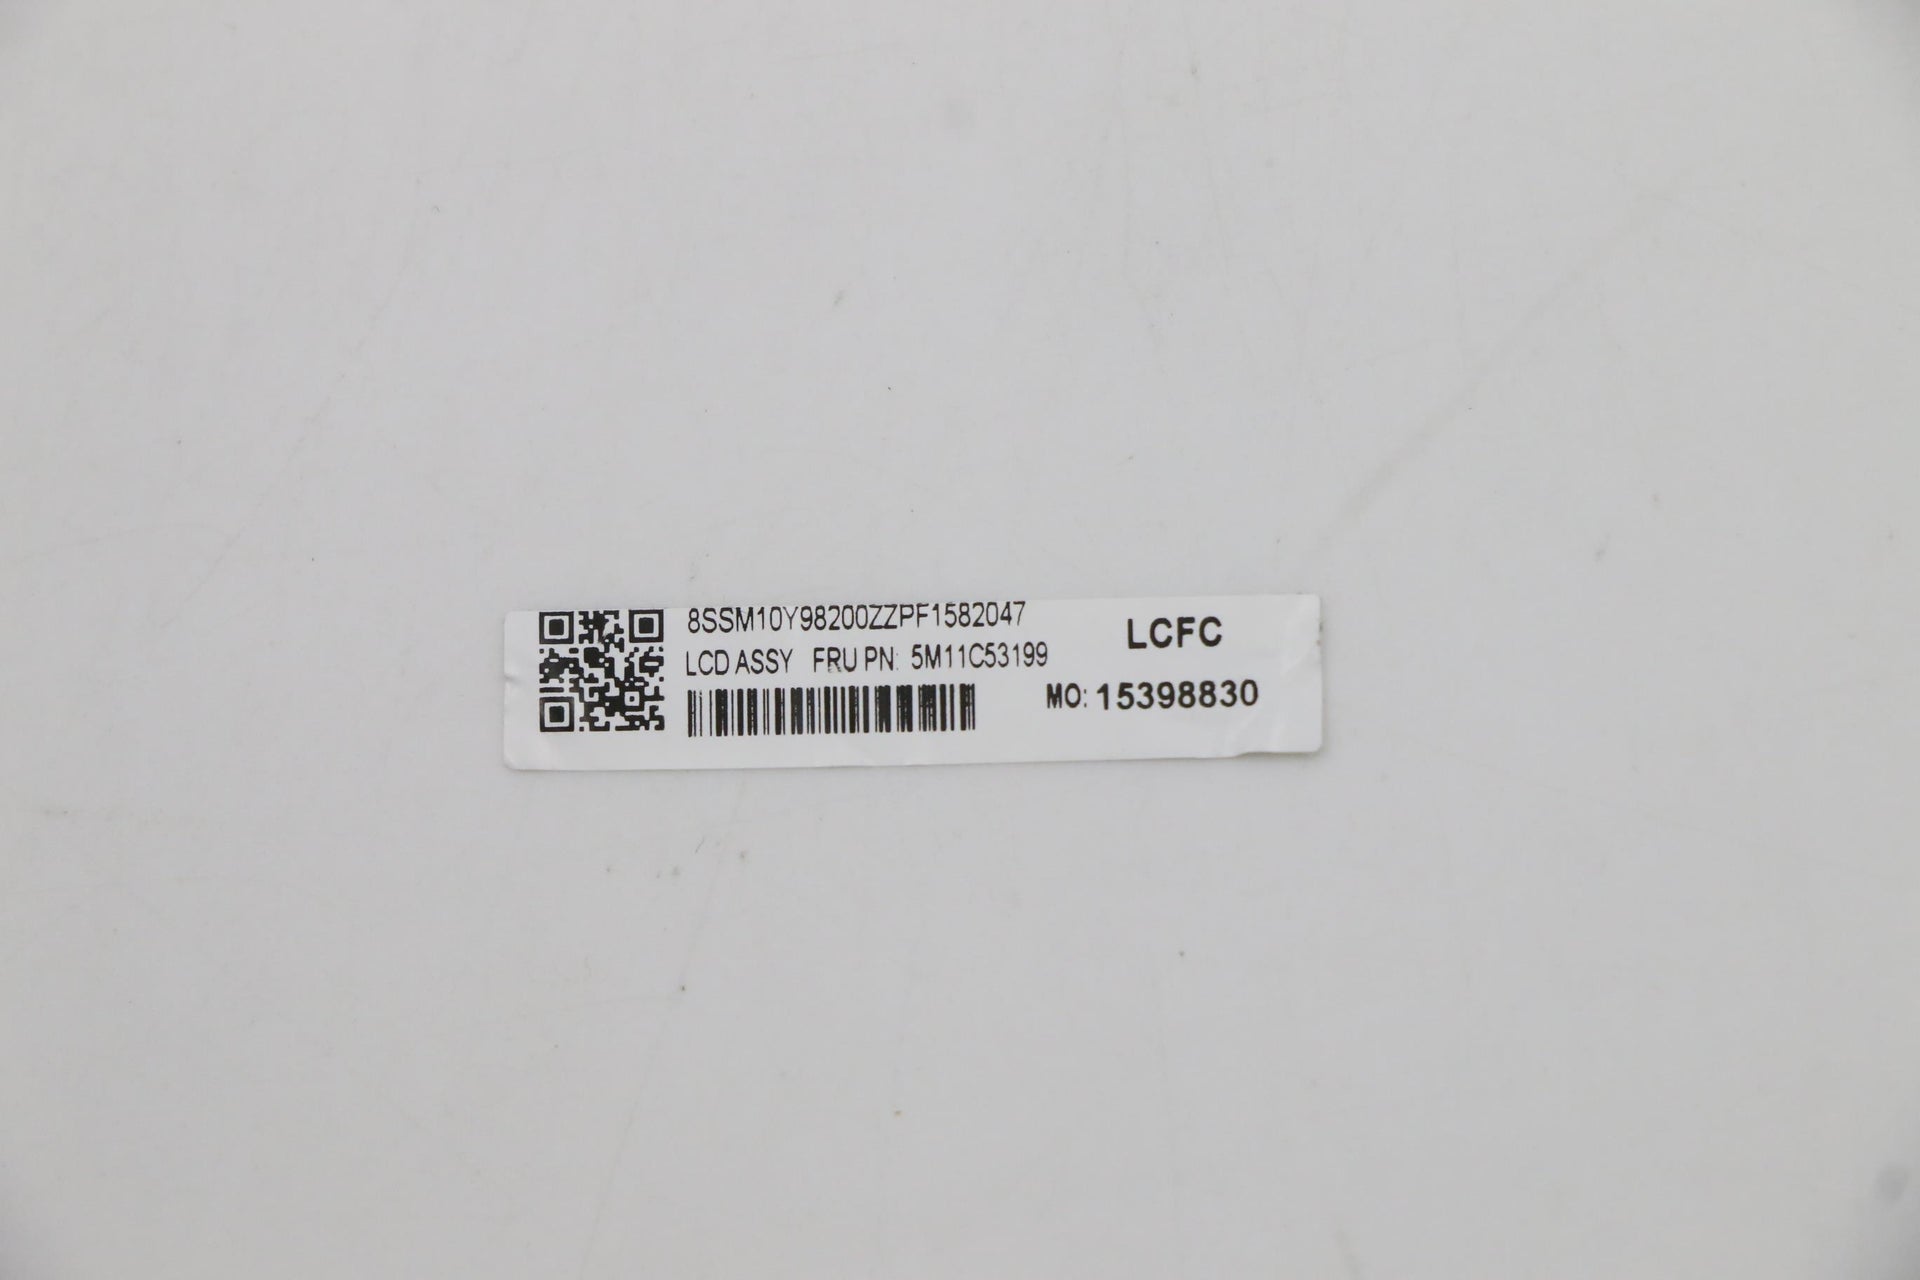 8SSM10Y98200ZZPF1582047
LCD ASSY FRU PN: 5M11C53199
LCFC
MO: 15398830